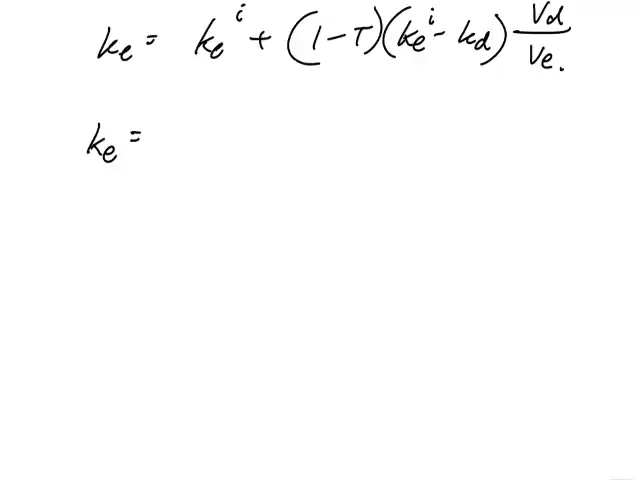 ke = ke^i + (1 - T)(ke^i - kd) Vd/Ve.
ke =